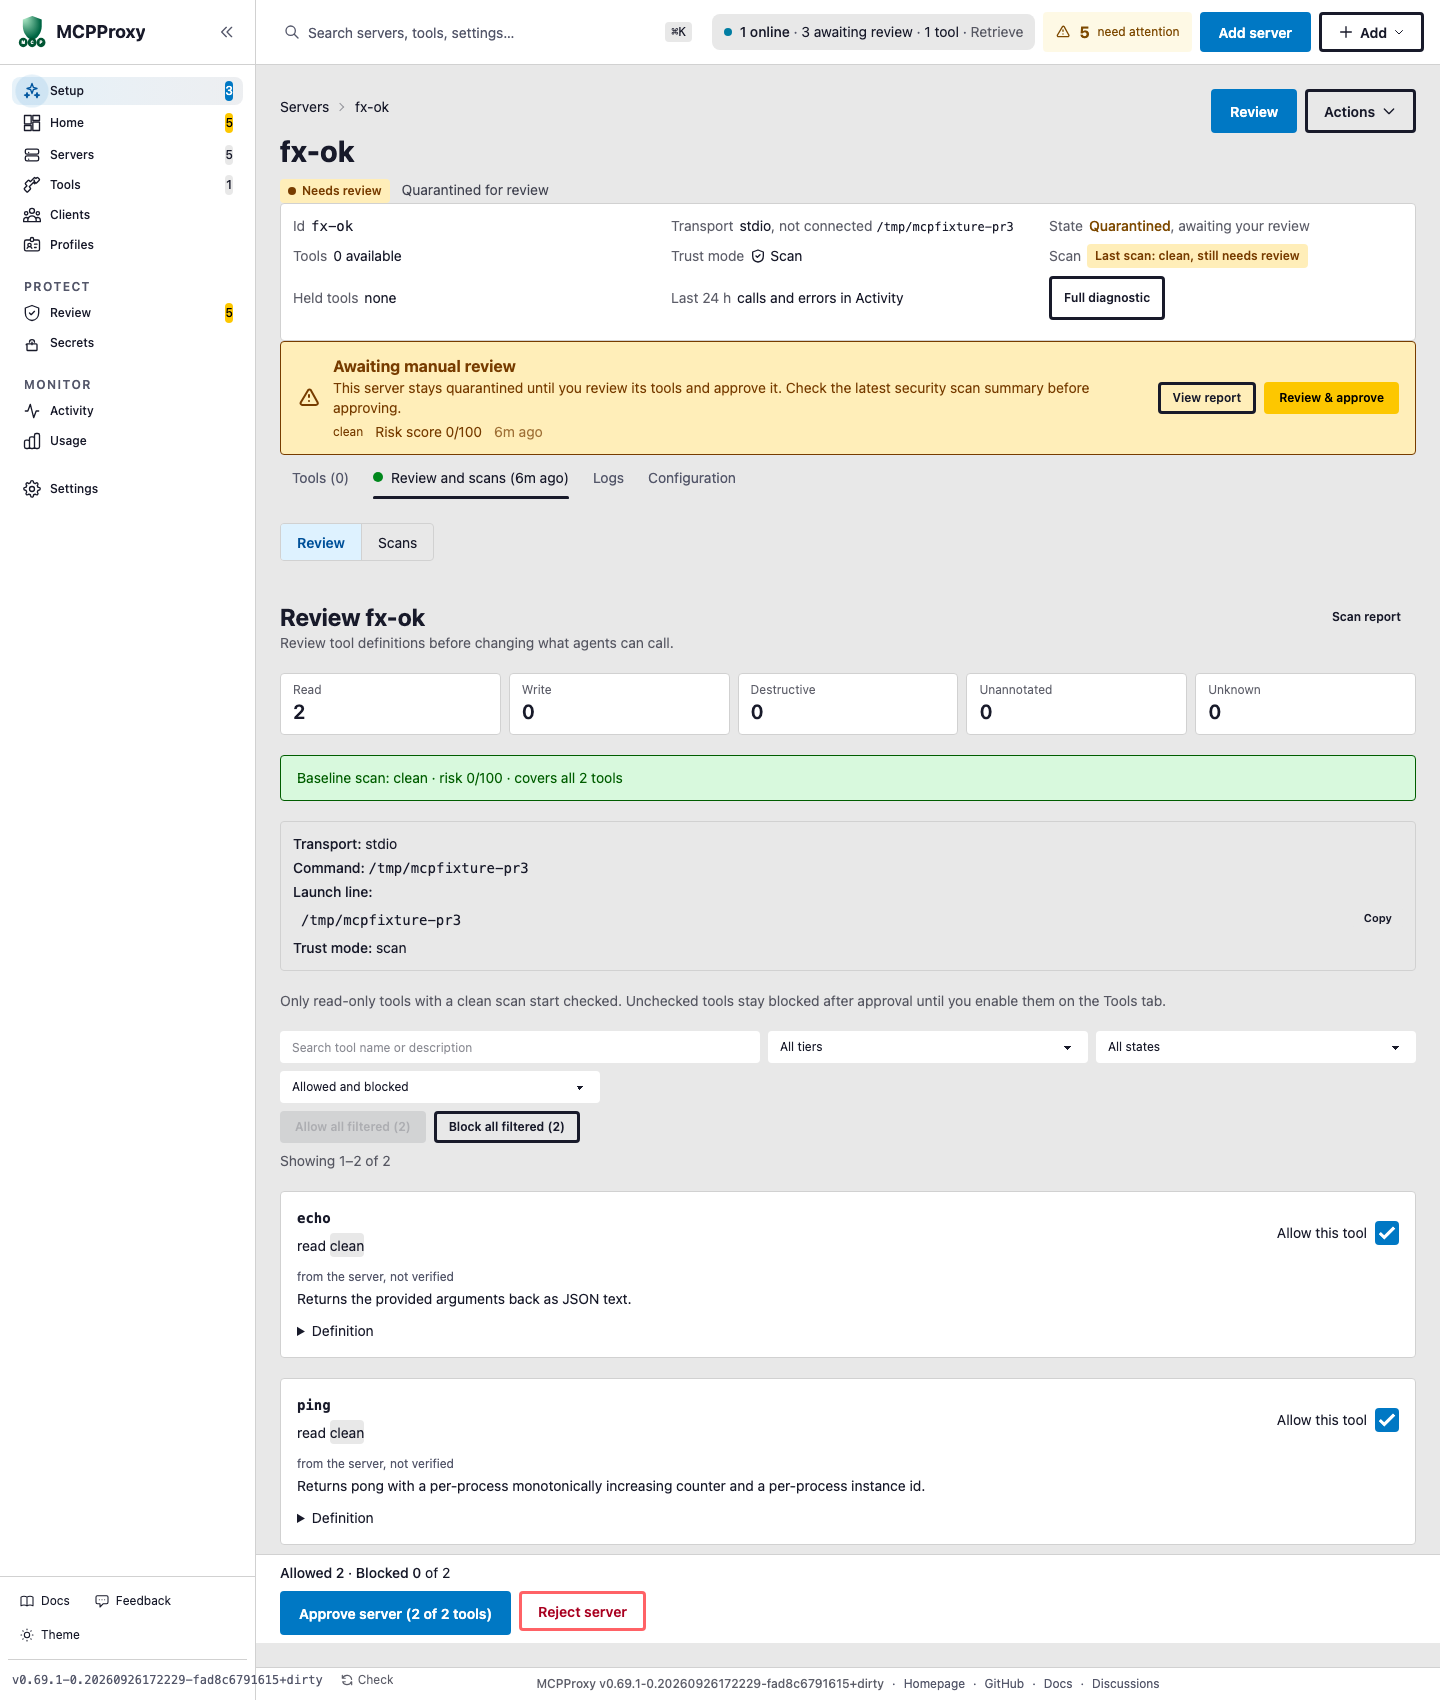 MCPProxy
Search servers, tools, settings...
⌘K
1 online · 3 awaiting review · 1 tool · Retrieve
5 need attention
Add server
Add
Setup 3
Home 5
Servers 5
Tools 1
Clients
Profiles
PROTECT
Review 5
Secrets
MONITOR
Activity
Usage
Settings
Servers > fx-ok
Review
Actions
fx-ok
Needs review Quarantined for review
Id fx-ok
Transport stdio, not connected /tmp/mcpfixture-pr3
State Quarantined, awaiting your review
Tools 0 available
Trust mode Scan
Scan Last scan: clean, still needs review
Held tools none
Last 24 h calls and errors in Activity
Full diagnostic
Awaiting manual review
This server stays quarantined until you review its tools and approve it. Check the latest security scan summary before
approving.
clean Risk score 0/100 6m ago
View report
Review & approve
Tools (0)
Review and scans (6m ago)
Logs
Configuration
Review
Scans
Review fx-ok
Scan report
Review tool definitions before changing what agents can call.
Read
2
Write
0
Destructive
0
Unannotated
0
Unknown
0
Baseline scan: clean · risk 0/100 · covers all 2 tools
Transport: stdio
Command: /tmp/mcpfixture-pr3
Launch line:
/tmp/mcpfixture-pr3
Copy
Trust mode: scan
Only read-only tools with a clean scan start checked. Unchecked tools stay blocked after approval until you enable them on the Tools tab.
Search tool name or description
All tiers
All states
Allowed and blocked
Allow all filtered (2)
Block all filtered (2)
Showing 1–2 of 2
echo
read clean
Allow this tool
from the server, not verified
Returns the provided arguments back as JSON text.
Definition
ping
read clean
Allow this tool
from the server, not verified
Returns pong with a per-process monotonically increasing counter and a per-process instance id.
Definition
Allowed 2 · Blocked 0 of 2
Approve server (2 of 2 tools)
Reject server
Docs
Feedback
Theme
v0.69.1-0.20260926172229-fad8c6791615+dirty
Check
MCPProxy v0.69.1-0.20260926172229-fad8c6791615+dirty · Homepage · GitHub · Docs · Discussions